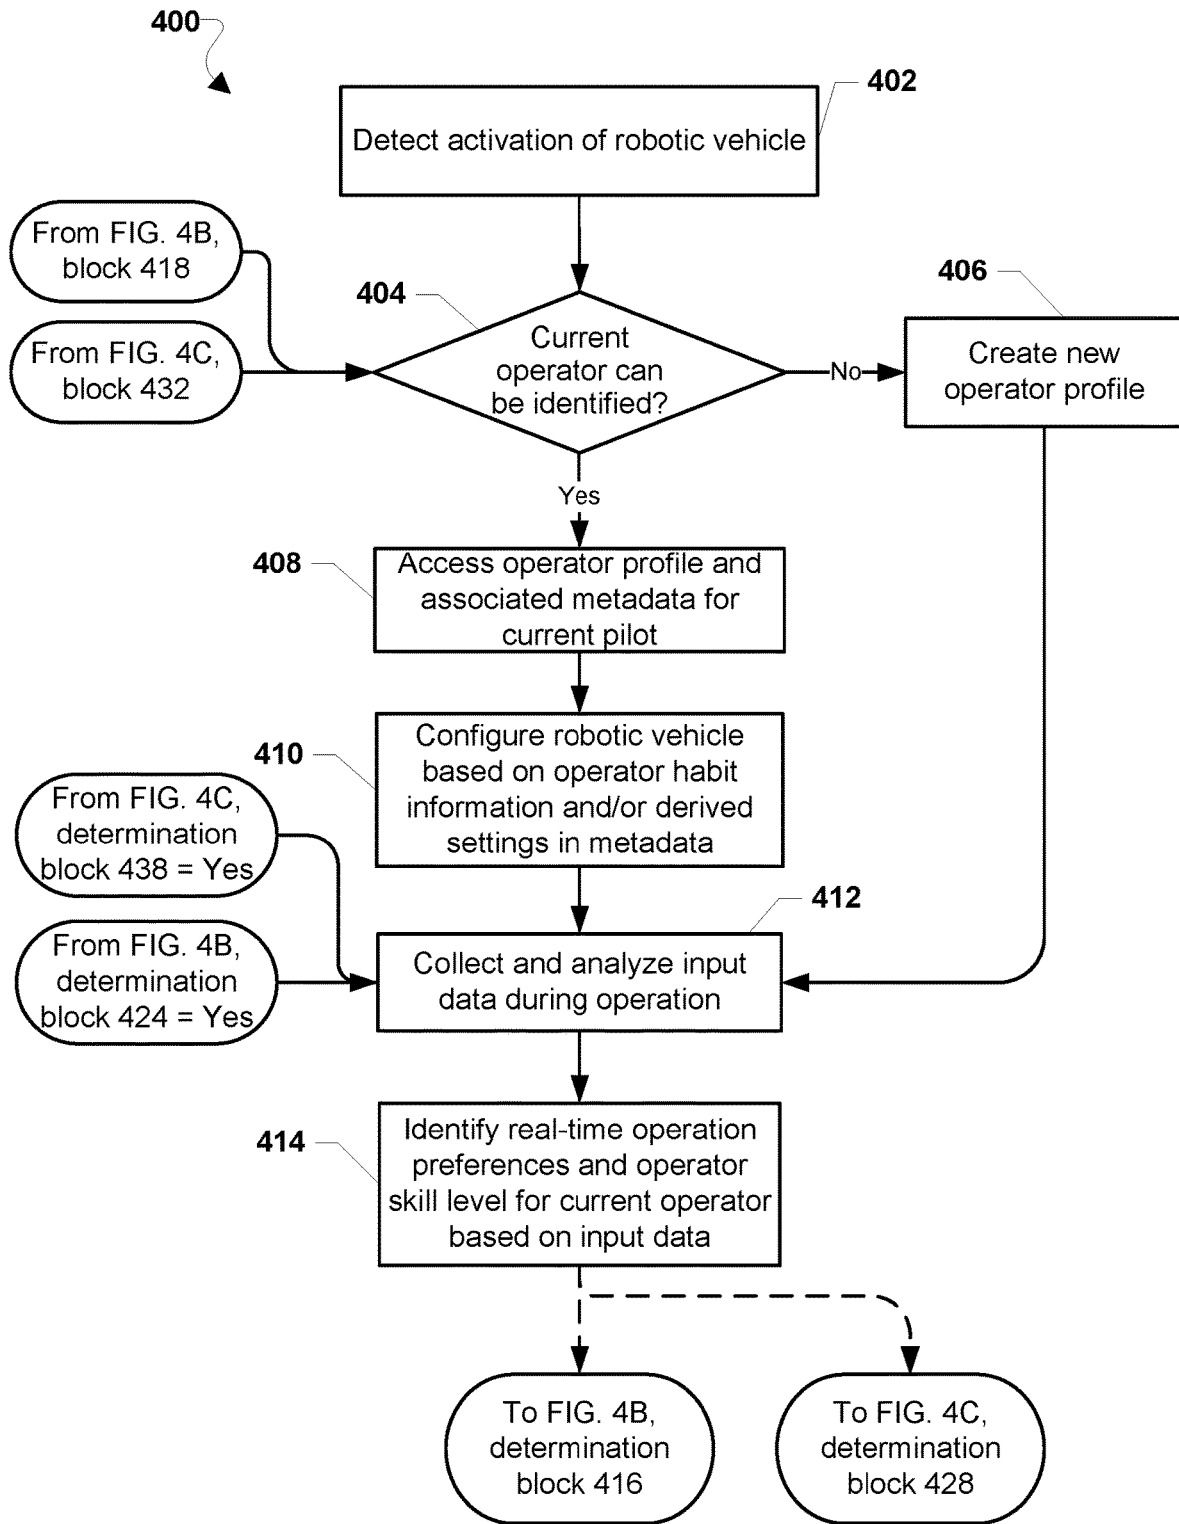 400
402
Detect activation of robotic vehicle
From FIG. 4B,
block 418
404
406
From FIG. 4C,
block 432
Current
operator can
be identified?
No
Create new
operator profile
Yes
408
Access operator profile and
associated metadata for
current pilot
410
Configure robotic vehicle
based on operator habit
information and/or derived
settings in metadata
From FIG. 4C,
determination
block 438 = Yes
412
From FIG. 4B,
determination
block 424 = Yes
Collect and analyze input
data during operation
414
Identify real-time operation
preferences and operator
skill level for current operator
based on input data
To FIG. 4B,
determination
block 416
To FIG. 4C,
determination
block 428